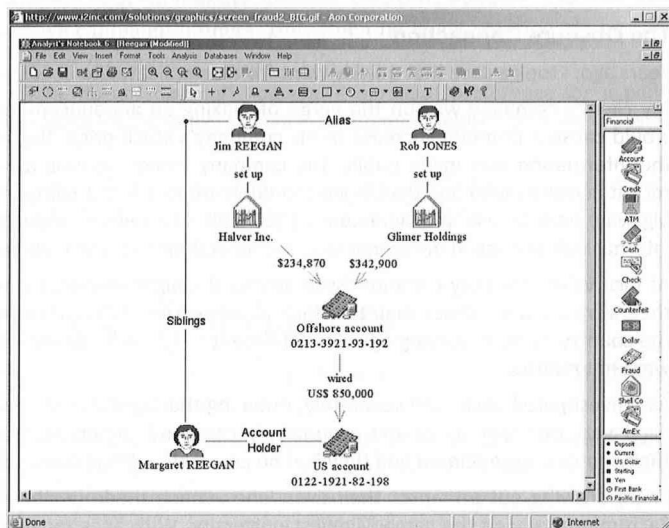 http://www.i2inc.com/Solutions/graphics/screen_fraud2_BIG.gif - Aon Corporation
Analyst's Notebook 6 - [Reegan (Modified)]
File Edit View Insert Format Tools Analysis Databases Window Help
Alias
Jim REEGAN Rob JONES
set up set up
Halver Inc. Glimer Holdings
$234,870 $342,900
Siblings
Offshore account
0213-3921-93-192
wired
US$ 850,000
Account
Holder
Margaret REEGAN
US account
0122-1921-82-198
Financial
Account
Credit
ATM
Cash
Check
Counterfeit
Dollar
Fraud
Shell Co
AmEx
Deposit
Current
US Dollar
Sterling
Yen
First Bank
Pacific Financial
Done
Internet